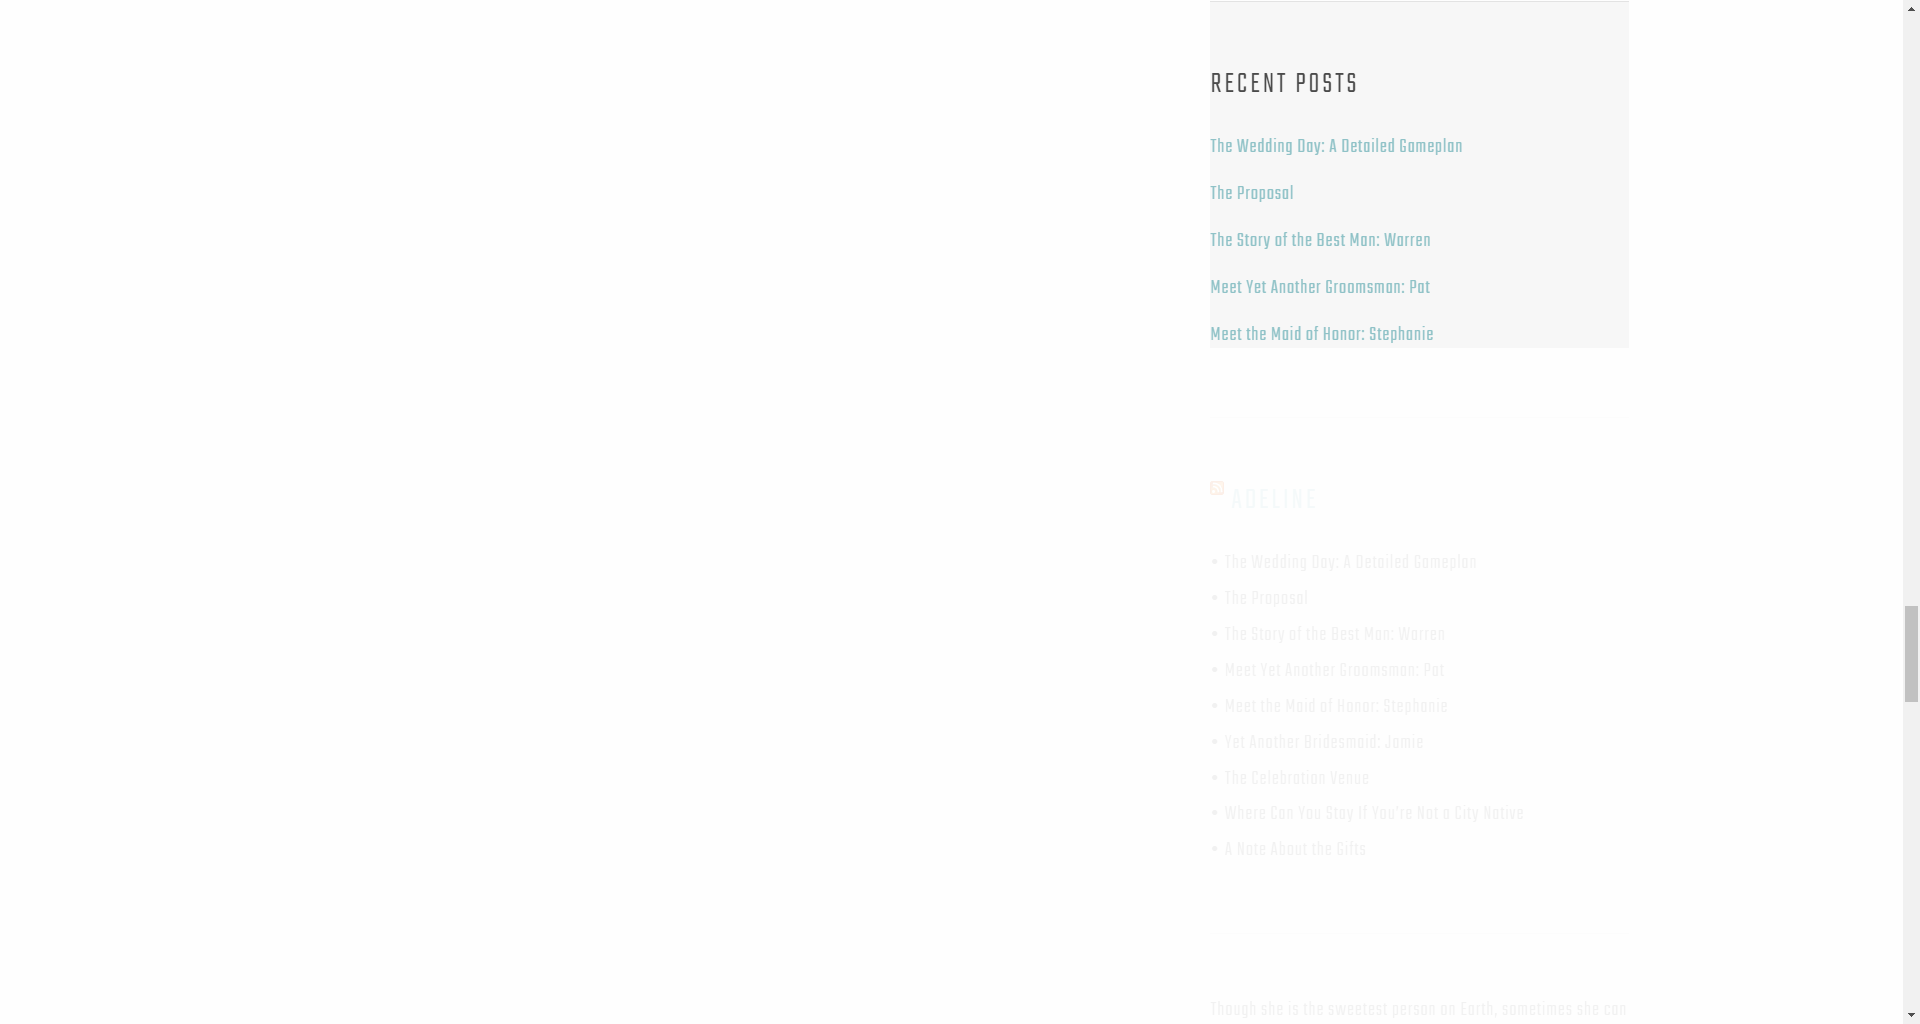 RECENT POSTS
The Wedding Day: A Detailed Gameplan
The Proposal
The Story of the Best Man: Warren
Meet Yet Another Groomsman: Pat
Meet the Maid of Honor: Stephanie
ADELINE
• The Wedding Day: A Detailed Gameplan
• The Proposal
• The Story of the Best Man: Warren
• Meet Yet Another Groomsman: Pat
• Meet the Maid of Honor: Stephanie
• Yet Another Bridesmaid: Jamie
• The Celebration Venue
• Where Can You Stay If You're Not a City Native
• A Note About the Gifts
Though she is the sweetest person on Earth, sometimes she can